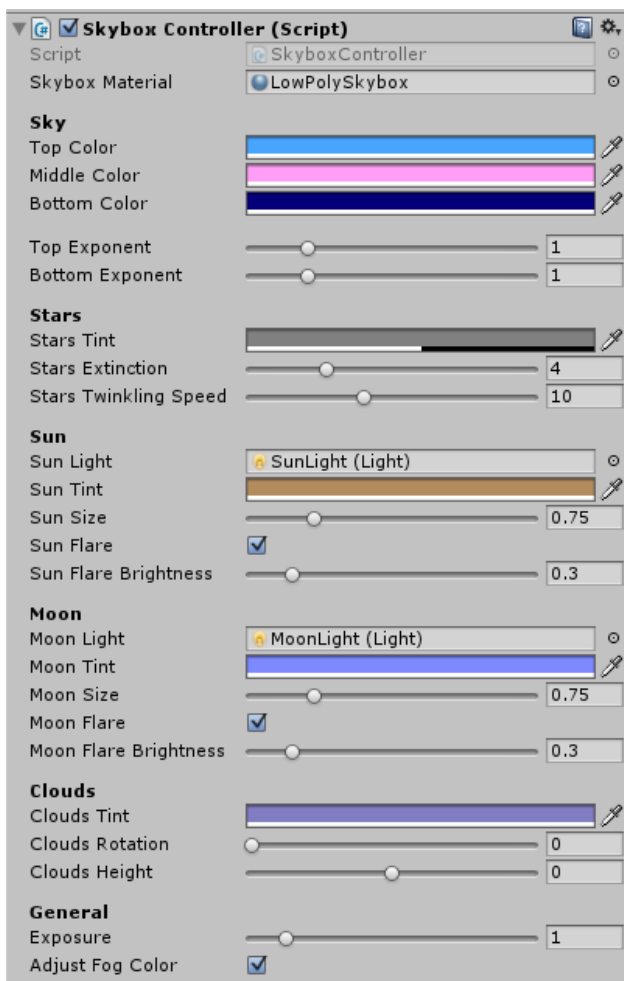 Skybox Controller (Script)
Script SkyboxController
Skybox Material LowPolySkybox
Sky
Top Color
Middle Color
Bottom Color
Top Exponent 1
Bottom Exponent 1
Stars
Stars Tint
Stars Extinction 4
Stars Twinkling Speed 10
Sun
Sun Light SunLight (Light)
Sun Tint
Sun Size 0.75
Sun Flare
Sun Flare Brightness 0.3
Moon
Moon Light MoonLight (Light)
Moon Tint
Moon Size 0.75
Moon Flare
Moon Flare Brightness 0.3
Clouds
Clouds Tint
Clouds Rotation 0
Clouds Height 0
General
Exposure 1
Adjust Fog Color